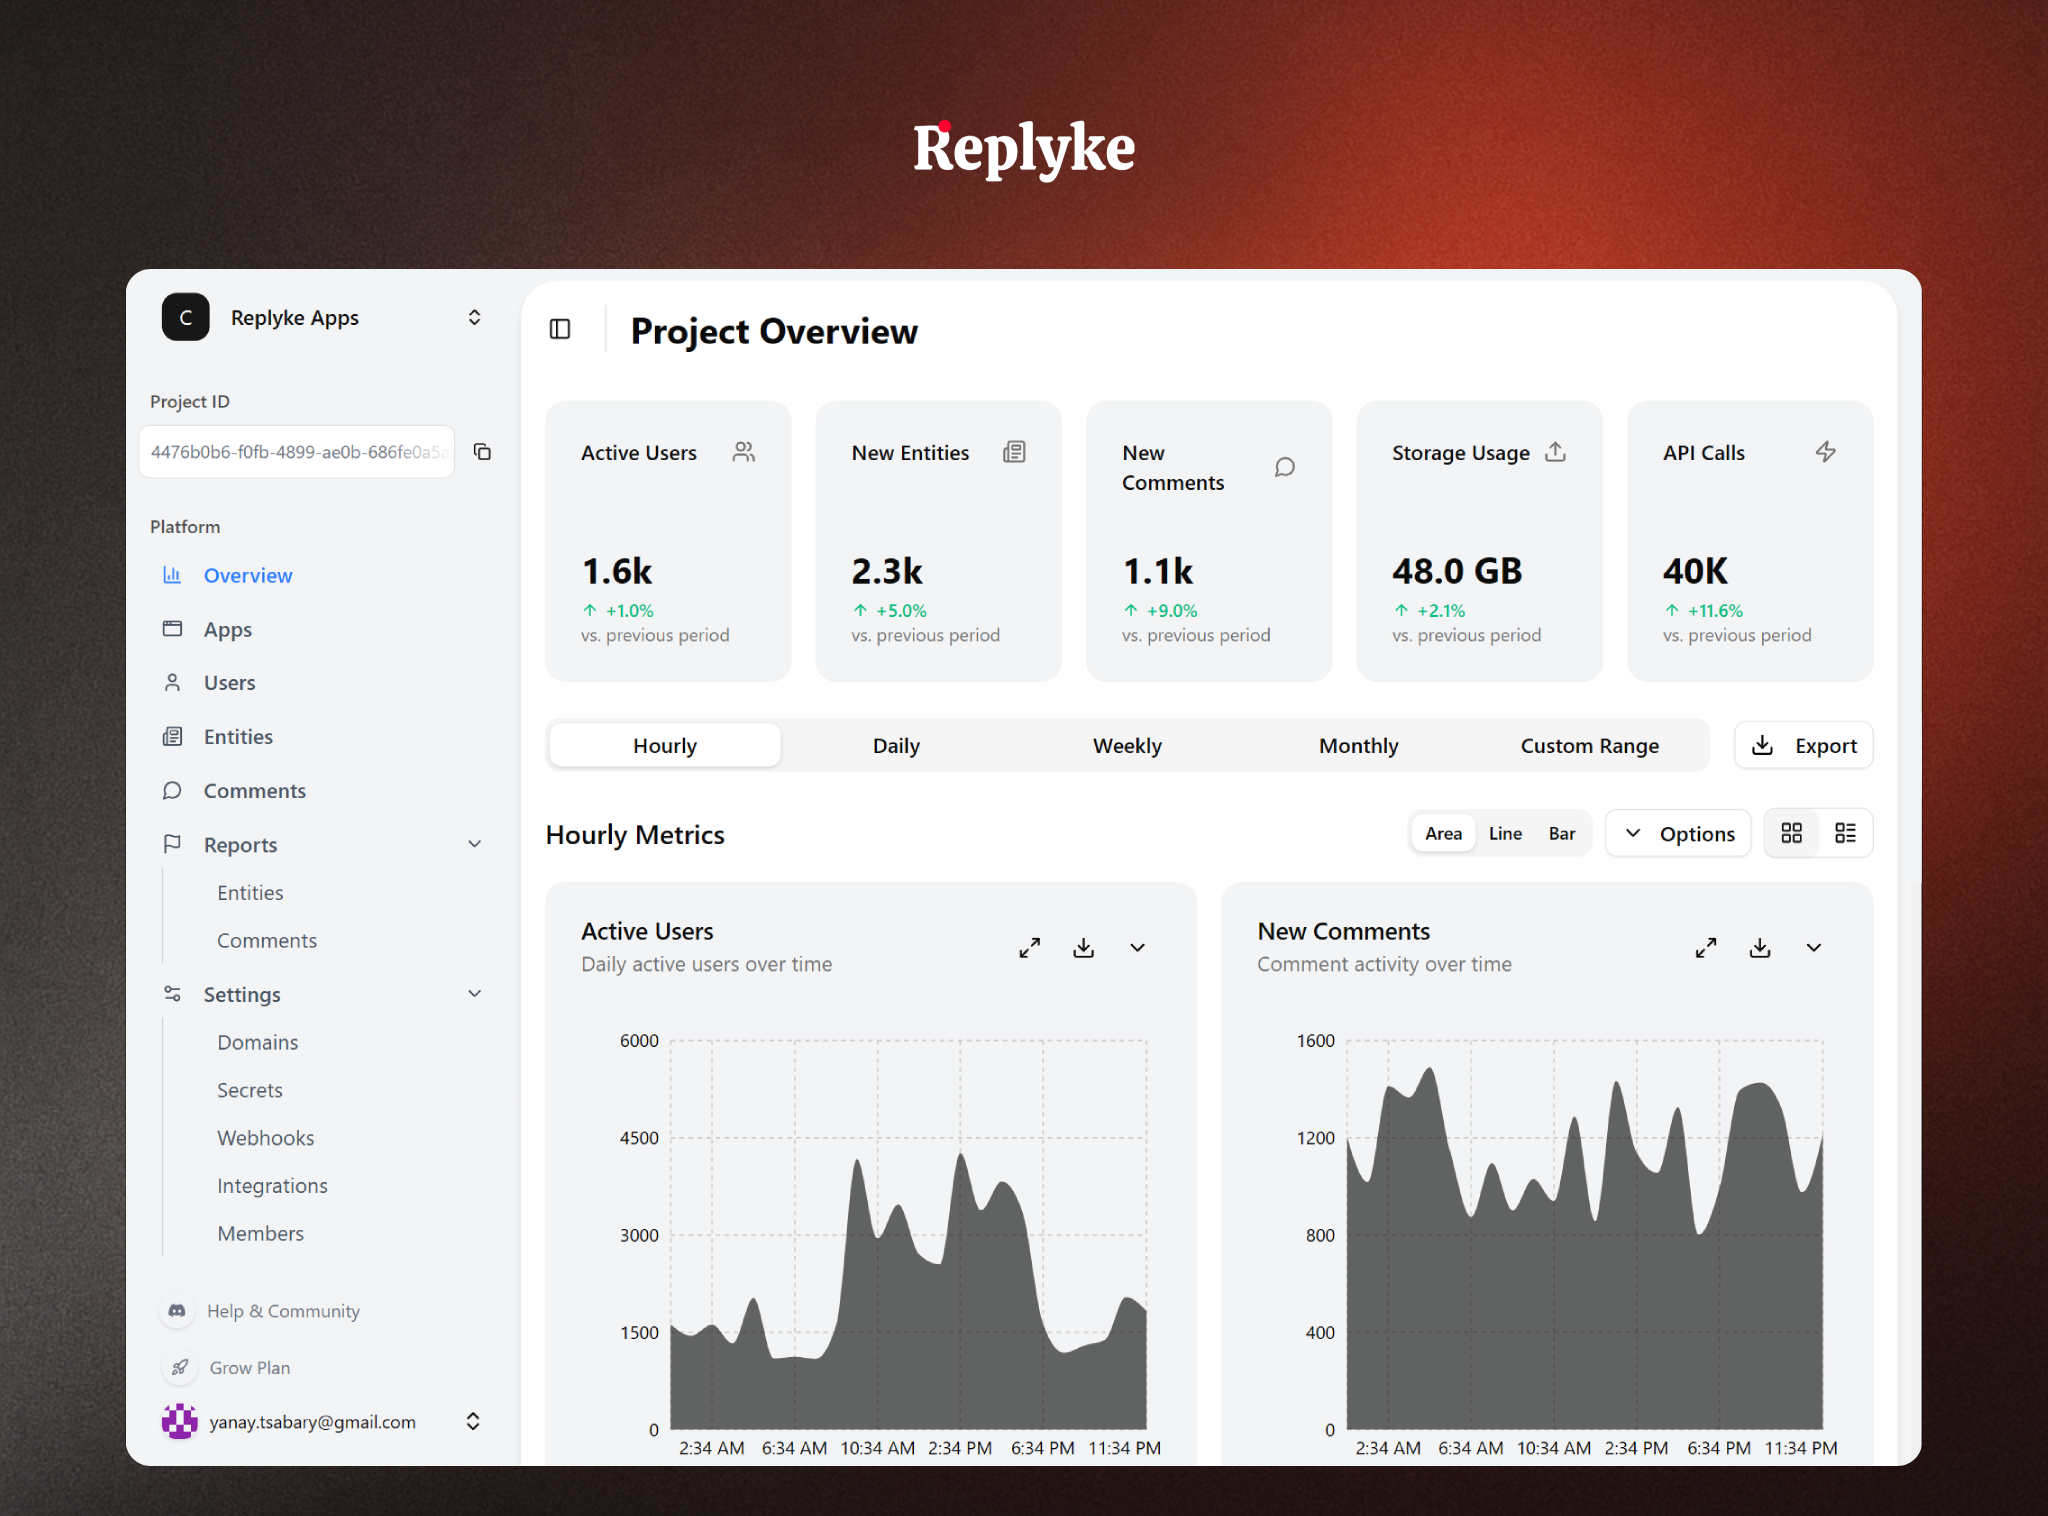 Replyke
C
Replyke Apps
Project ID
4476b0b6-f0fb-4899-ae0b-686fe0a5a
Platform
Overview
Apps
Users
Entities
Comments
Reports
Entities
Comments
Settings
Domains
Secrets
Webhooks
Integrations
Members
Help & Community
Grow Plan
yanay.tsabary@gmail.com
Project Overview
Active Users
1.6k
+1.0%
vs. previous period
New Entities
2.3k
+5.0%
vs. previous period
New
Comments
1.1k
+9.0%
vs. previous period
Storage Usage
48.0 GB
+2.1%
vs. previous period
API Calls
40K
+11.6%
vs. previous period
Hourly
Daily
Weekly
Monthly
Custom Range
Export
Hourly Metrics
Area
Line
Bar
Options
Active Users
Daily active users over time
6000
4500
3000
1500
0
2:34 AM 6:34 AM 10:34 AM 2:34 PM 6:34 PM 11:34 PM
New Comments
Comment activity over time
1600
1200
800
400
0
2:34 AM 6:34 AM 10:34 AM 2:34 PM 6:34 PM 11:34 PM